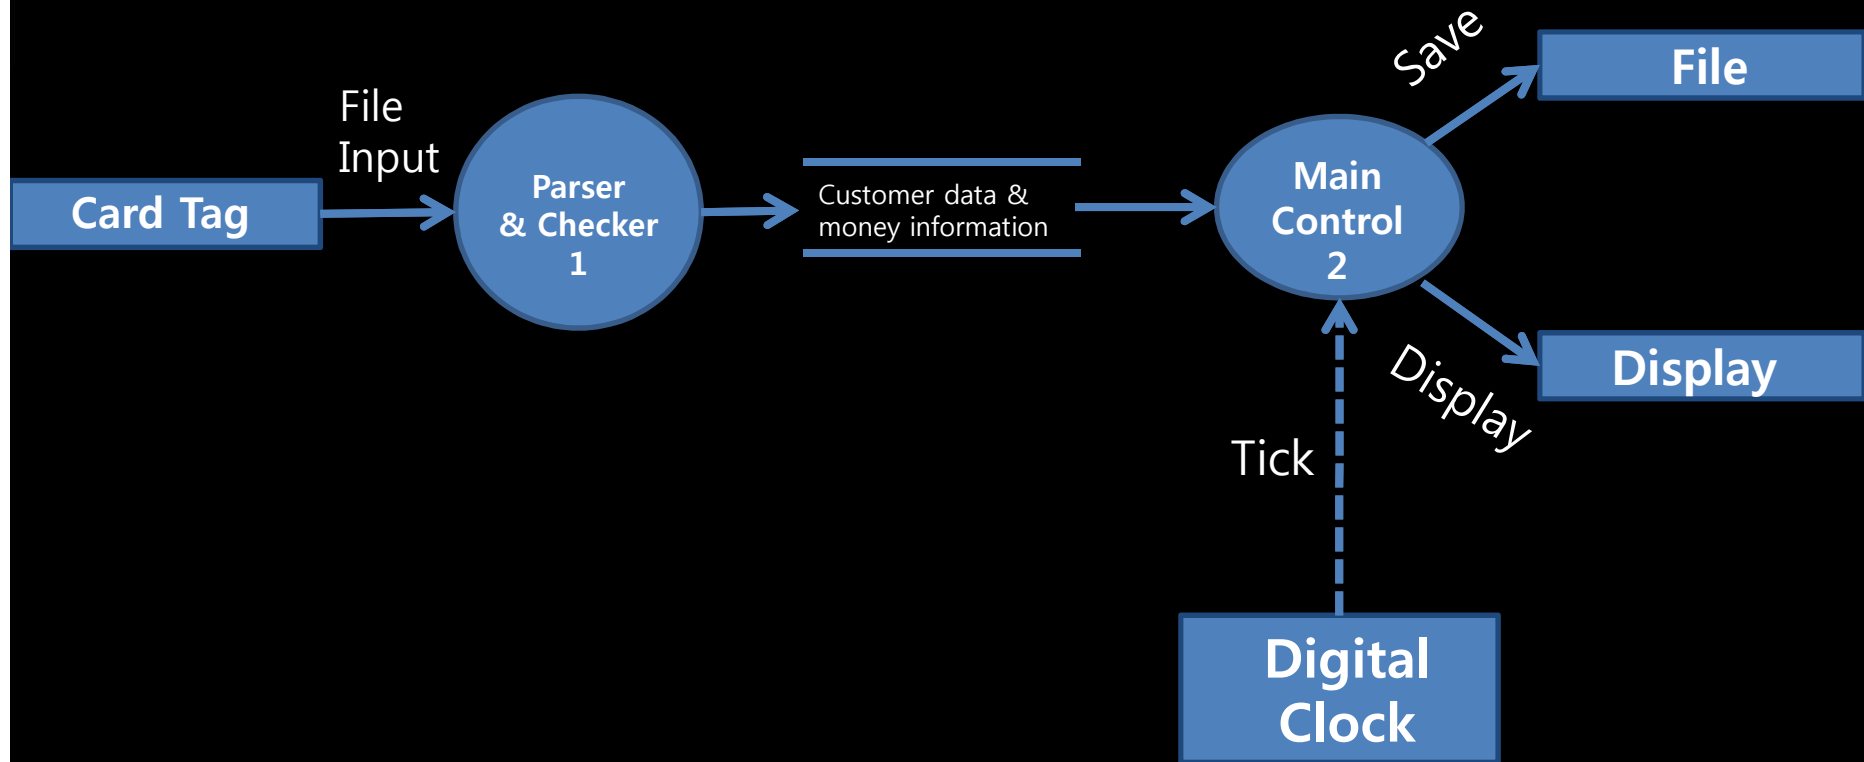 File
Input
Card Tag
Parser
& Checker
1
Customer data &
money information
Main
Control
2
Save
File
Display
Display
Tick
Digital
Clock